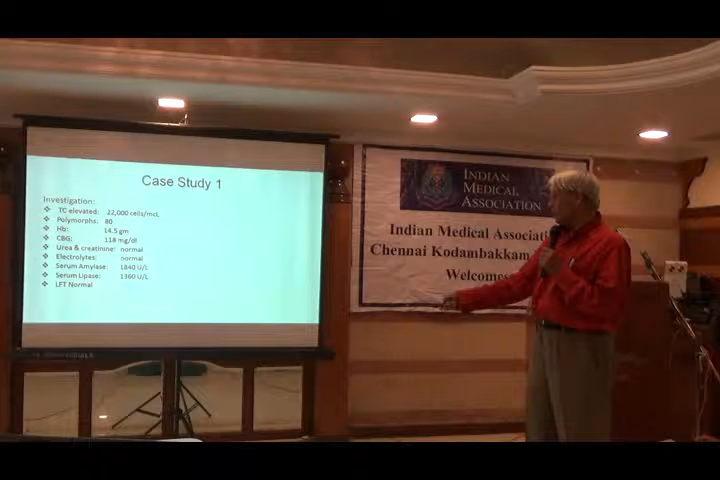 Case Study 1
Investigation:
❖ TC elevated: 22,000 cells/mcL
❖ Polymorphs: 80
❖ Hb: 14.5 gm
❖ CBG: 118 mg/dl
❖ Urea & creatinine: normal
❖ Electrolytes: normal
❖ Serum Amylase: 1840 U/L
❖ Serum Lipase: 1360 U/L
❖ LFT Normal
INDIAN
MEDICAL
ASSOCIATION
Indian Medical Associati
Chennai Kodambakkam
Welcomes